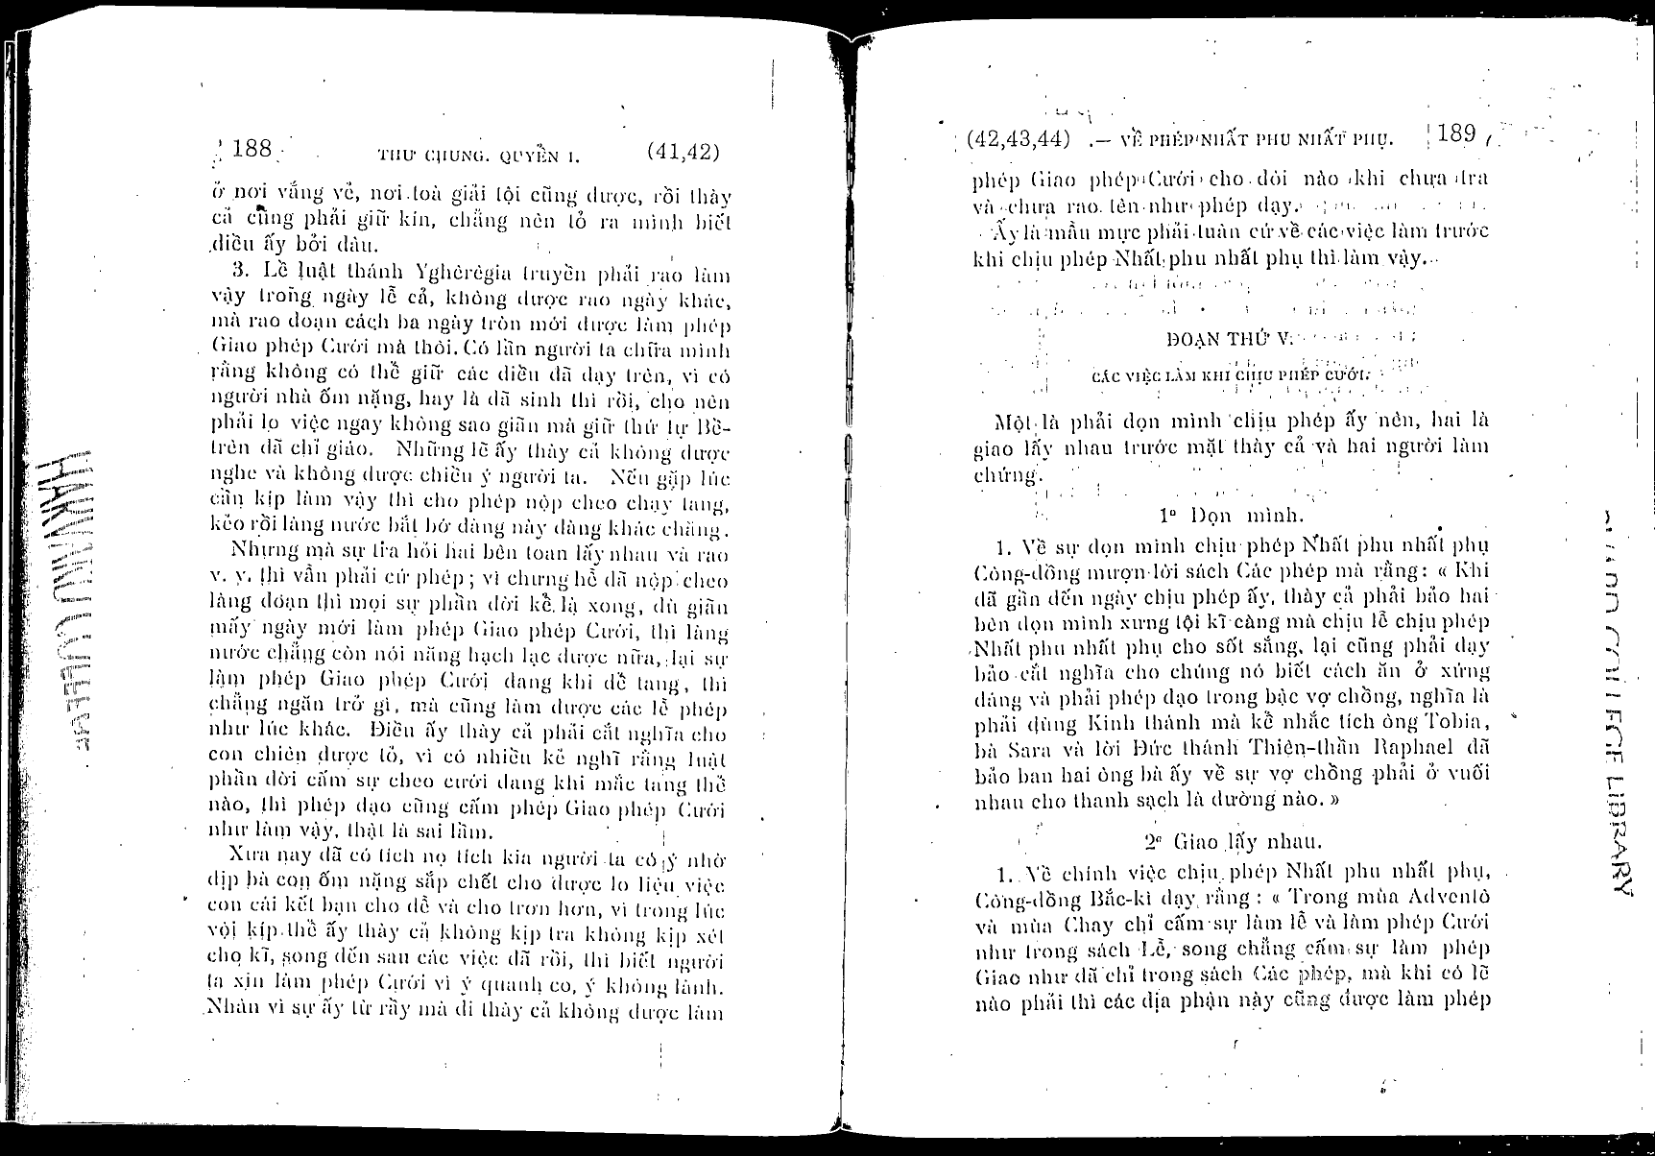 188 THƯ CHUNG. QUYỂN I. (41,42)
ở nơi vắng vẻ, nơi toà giải tội cũng được, rồi thày
cả cũng phải giữ kín, chẳng nên tỏ ra mình biết
điều ấy bởi đâu.
3. Lề luật thánh Ygherêgia truyền phải rao làm
vậy trong ngày lễ cả, không được rao ngày khác,
mà rao đoạn cách ba ngày tròn mới được làm phép
Giao phép Cưới mà thôi. Có lần người ta chữa mình
rằng không có thể giữ các điều đã dạy trên, vì có
người nhà ốm nặng, hay là đã sinh thì rồi, cho nên
phải lo việc ngay không sao giãn mà giữ thứ tự Bề-
trên đã chỉ giáo. Những lẽ ấy thày cả không được
nghe và không được chiều ý người ta. Nếu gặp lúc
cần kịp làm vậy thì cho phép nộp cheo chạy tang,
kẻo rồi làng nước bắt bớ đàng này đàng khác chăng.
Nhưng mà sự tra hỏi hai bên toan lấy nhau và rao
v. v. thì vẫn phải cứ phép; vì chưng hễ đã nộp cheo
làng đoạn thì mọi sự phần đời kể là xong, dù giãn
mấy ngày mới làm phép Giao phép Cưới, thì làng
nước chẳng còn nói năng hạch lạc được nữa, lại sự
làm phép Giao phép Cưới đang khi để tang, thì
chẳng ngăn trở gì, mà cũng làm được các lễ phép
như lúc khác. Điều ấy thày cả phải cắt nghĩa cho
con chiên được tỏ, vì có nhiều kẻ nghĩ rằng luật
phần đời cấm sự cheo cưới đang khi mắc tang thể
nào, thì phép đạo cũng cấm phép Giao phép Cưới
như làm vậy, thật là sai lầm.
Xưa nay đã có tích nọ tích kia người ta có ý nhờ
dịp bà con ốm nặng sắp chết cho được lo liệu việc
con cái kết bạn cho dễ và cho trơn hơn, vì trong lúc
vội kịp thể ấy thày cả không kịp tra không kịp xét
cho kĩ, song đến sau các việc đã rồi, thì biết người
ta xin làm phép Cưới vì ý quanh co, ý không lành.
Nhân vì sự ấy từ rầy mà đi thày cả không được làm
(42,43,44) .— VỀ PHÉP NHẤT PHU NHẤT PHỤ. 189
phép Giao phép Cưới cho đôi nào khi chưa tra
và chưa rao tên như phép dạy.
Ấy là mẫu mực phải tuân cứ về các việc làm trước
khi chịu phép Nhất phu nhất phụ thì làm vậy.
ĐOẠN THỨ V.
CÁC VIỆC LÀM KHI CHỊU PHÉP CƯỚI.
Một là phải dọn mình chịu phép ấy nên, hai là
giao lấy nhau trước mặt thày cả và hai người làm
chứng.
1º Dọn mình.
1. Về sự dọn mình chịu phép Nhất phu nhất phụ
Công-đồng mượn lời sách Các phép mà rằng: « Khi
đã gần đến ngày chịu phép ấy, thày cả phải bảo hai
bên dọn mình xưng tội kĩ càng mà chịu lễ chịu phép
Nhất phu nhất phụ cho sốt sắng, lại cũng phải dạy
bảo cắt nghĩa cho chúng nó biết cách ăn ở xứng
đáng và phải phép đạo trong bậc vợ chồng, nghĩa là
phải dùng Kinh thánh mà kể nhắc tích ông Tobia,
bà Sara và lời Đức thánh Thiên-thần Raphael đã
bảo ban hai ông bà ấy về sự vợ chồng phải ở vuối
nhau cho thanh sạch là dường nào. »
2º Giao lấy nhau.
1. Về chính việc chịu phép Nhất phu nhất phụ,
Công-đồng Bắc-kì dạy rằng : « Trong mùa Adventô
và mùa Chay chỉ cấm sự làm lễ và làm phép Cưới
như trong sách Lễ, song chẳng cấm sự làm phép
Giao như đã chỉ trong sách Các phép, mà khi có lẽ
nào phải thì các địa phận này cũng được làm phép
HARVARD COLLEGE
COLLEGE LIBRARY